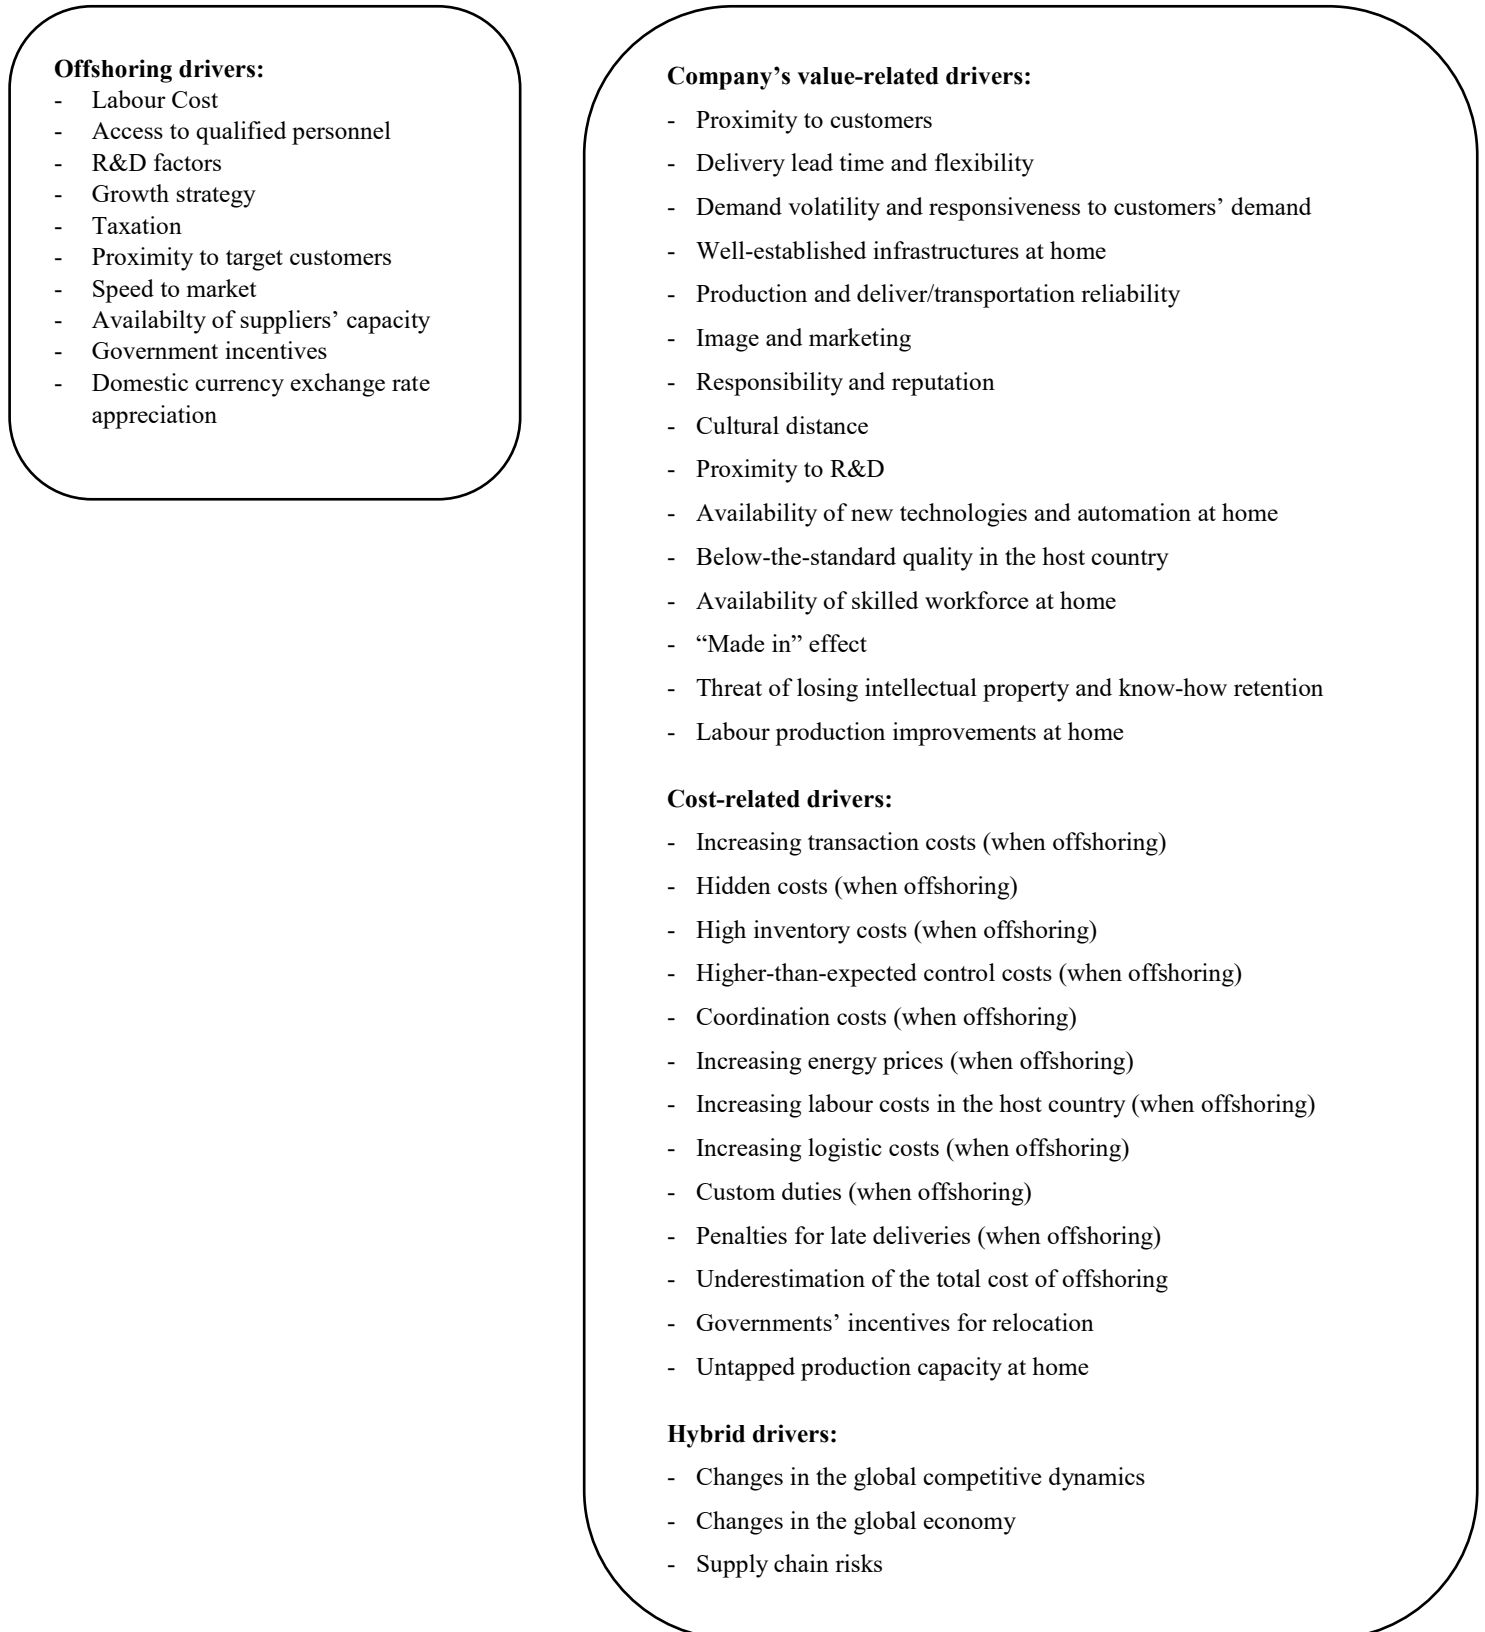 Offshoring drivers:
- Labour Cost
- Access to qualified personnel
- R&D factors
- Growth strategy
- Taxation
- Proximity to target customers
- Speed to market
- Availabilty of suppliers’ capacity
- Government incentives
- Domestic currency exchange rate
appreciation
Company’s value-related drivers:
- Proximity to customers
- Delivery lead time and flexibility
- Demand volatility and responsiveness to customers’ demand
- Well-established infrastructures at home
- Production and deliver/transportation reliability
- Image and marketing
- Responsibility and reputation
- Cultural distance
- Proximity to R&D
- Availability of new technologies and automation at home
- Below-the-standard quality in the host country
- Availability of skilled workforce at home
- “Made in” effect
- Threat of losing intellectual property and know-how retention
- Labour production improvements at home
Cost-related drivers:
- Increasing transaction costs (when offshoring)
- Hidden costs (when offshoring)
- High inventory costs (when offshoring)
- Higher-than-expected control costs (when offshoring)
- Coordination costs (when offshoring)
- Increasing energy prices (when offshoring)
- Increasing labour costs in the host country (when offshoring)
- Increasing logistic costs (when offshoring)
- Custom duties (when offshoring)
- Penalties for late deliveries (when offshoring)
- Underestimation of the total cost of offshoring
- Governments’ incentives for relocation
- Untapped production capacity at home
Hybrid drivers:
- Changes in the global competitive dynamics
- Changes in the global economy
- Supply chain risks